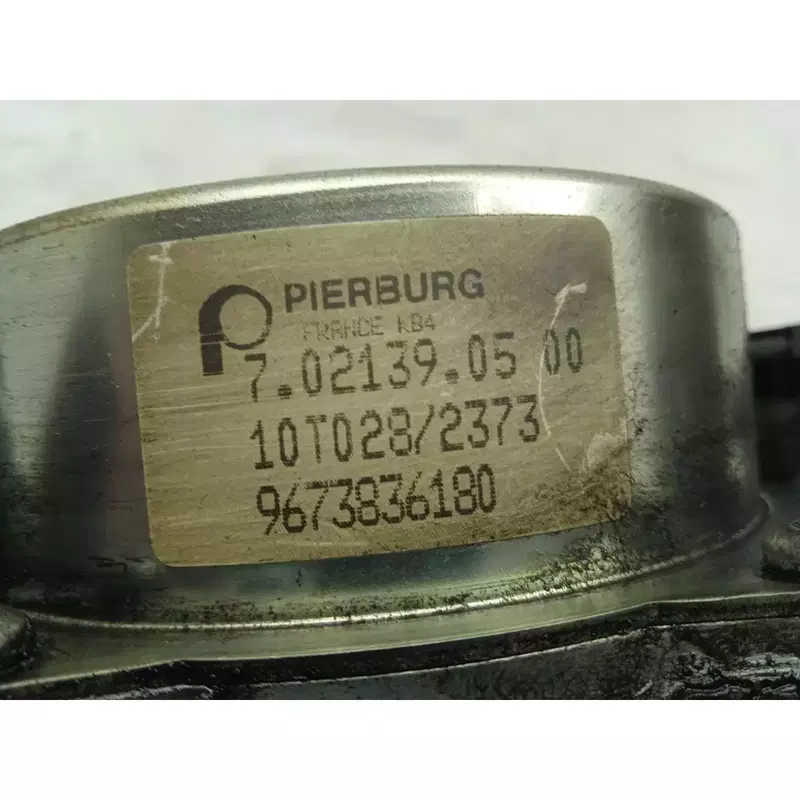 PIERBURG
FRANCE KB4
7.02139.05 00
10T028/2373
9673836180